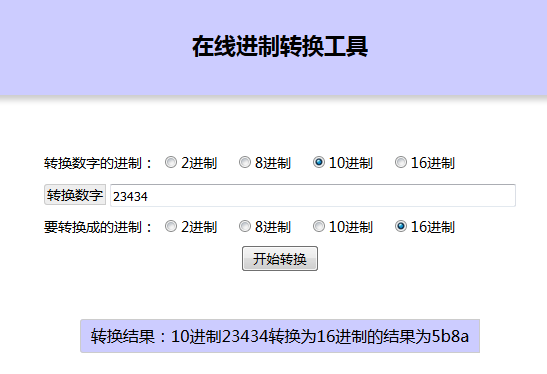 在线进制转换工具
转换数字的进制： 2进制 8进制 10进制 16进制
转换数字 23434
要转换成的进制： 2进制 8进制 10进制 16进制
开始转换
转换结果：10进制23434转换为16进制的结果为5b8a